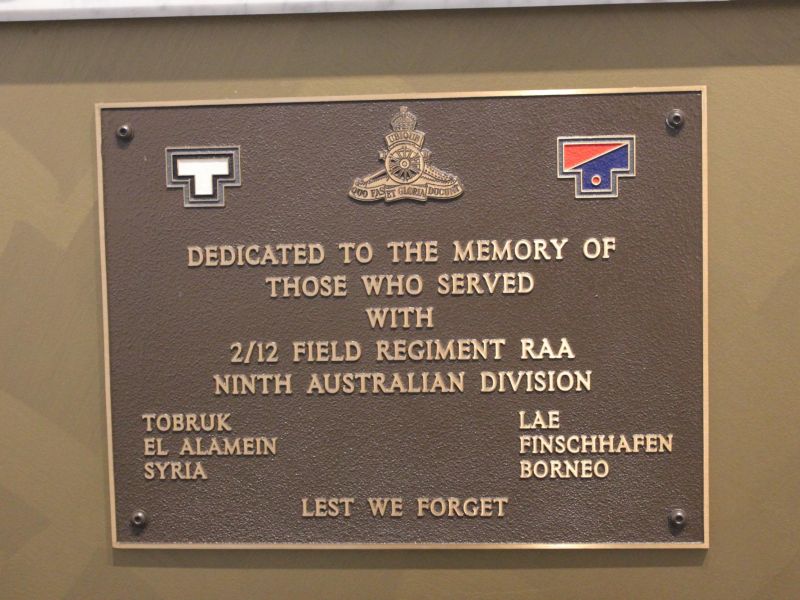 UBIQUE
QUO FAS ET GLORIA DUCUNT
DEDICATED TO THE MEMORY OF
THOSE WHO SERVED
WITH
2/12 FIELD REGIMENT RAA
NINTH AUSTRALIAN DIVISION
TOBRUK
EL ALAMEIN
SYRIA
LAE
FINSCHHAFEN
BORNEO
LEST WE FORGET